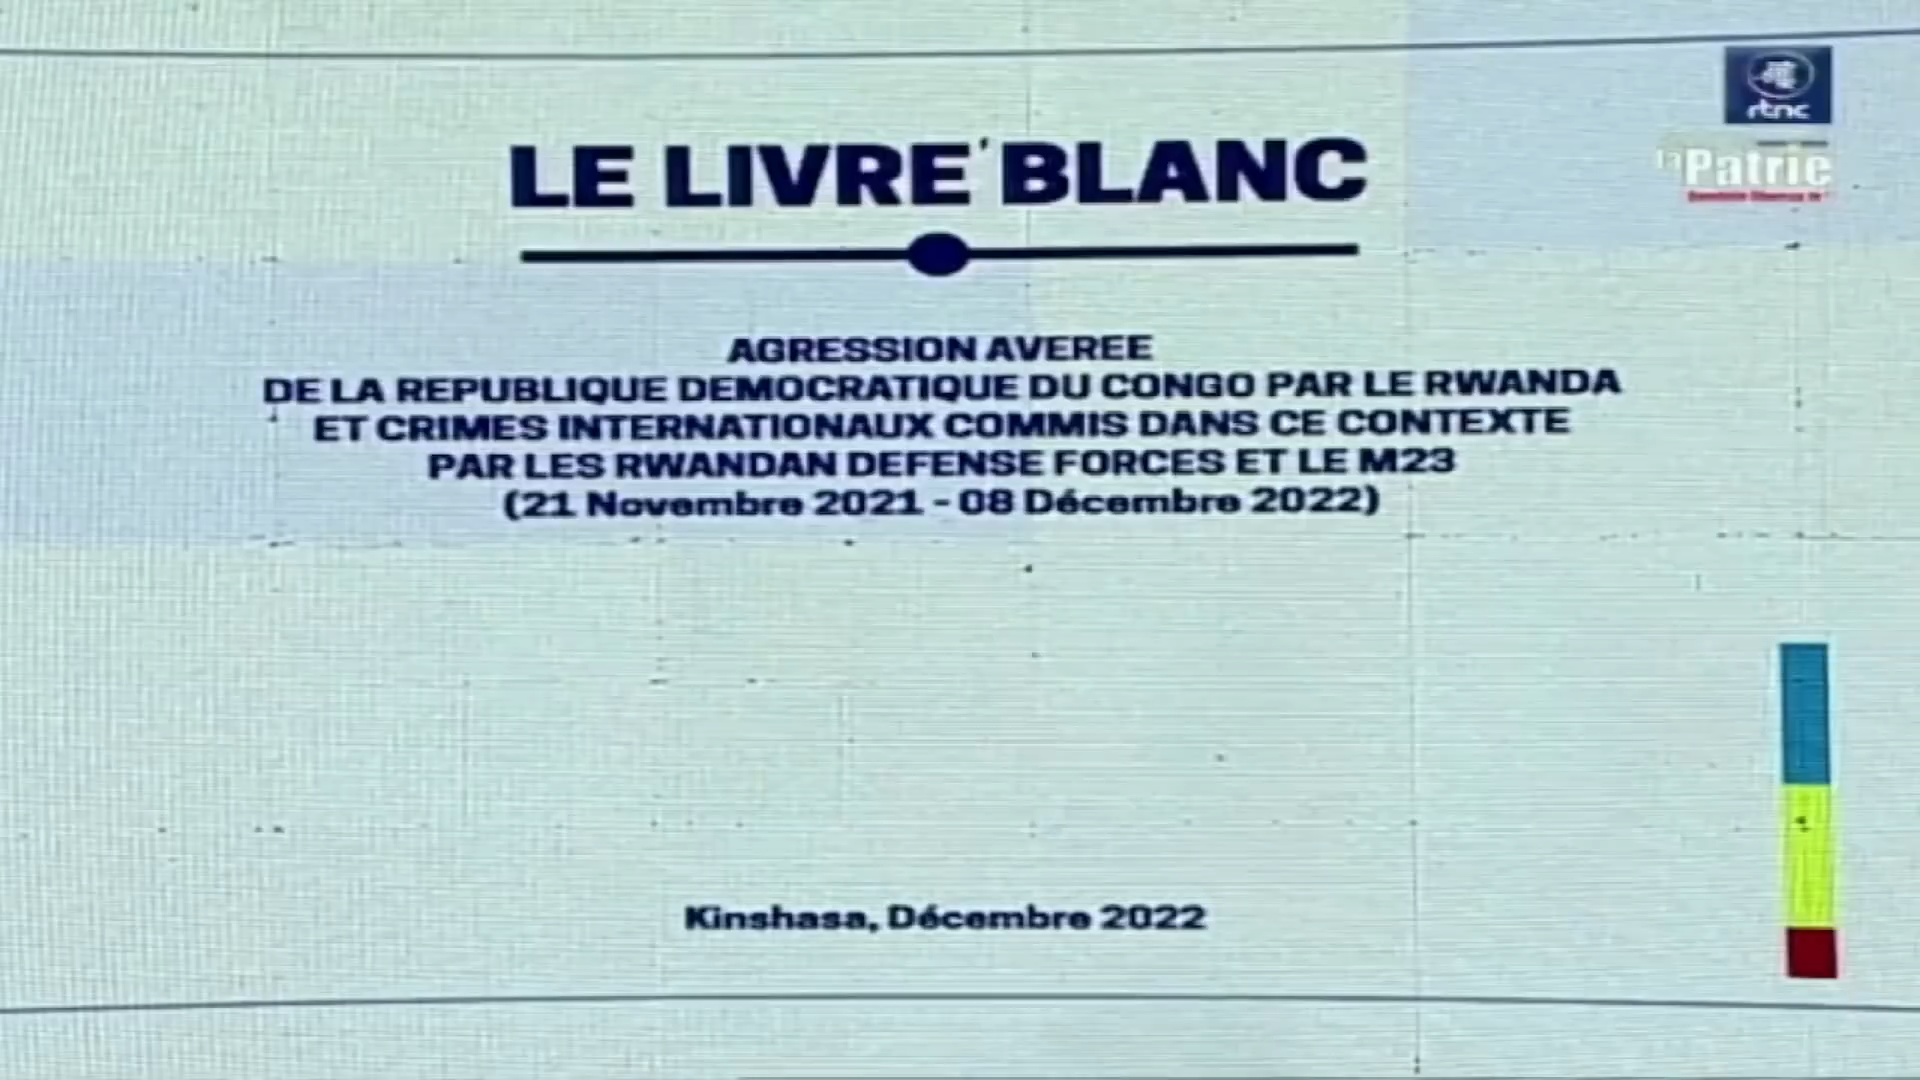 rtnc
la Patrie
LE LIVRE BLANC
AGRESSION AVEREE
DE LA REPUBLIQUE DEMOCRATIQUE DU CONGO PAR LE RWANDA
ET CRIMES INTERNATIONAUX COMMIS DANS CE CONTEXTE
PAR LES RWANDAN DEFENSE FORCES ET LE M23
(21 Novembre 2021 - 08 Décembre 2022)
Kinshasa, Décembre 2022